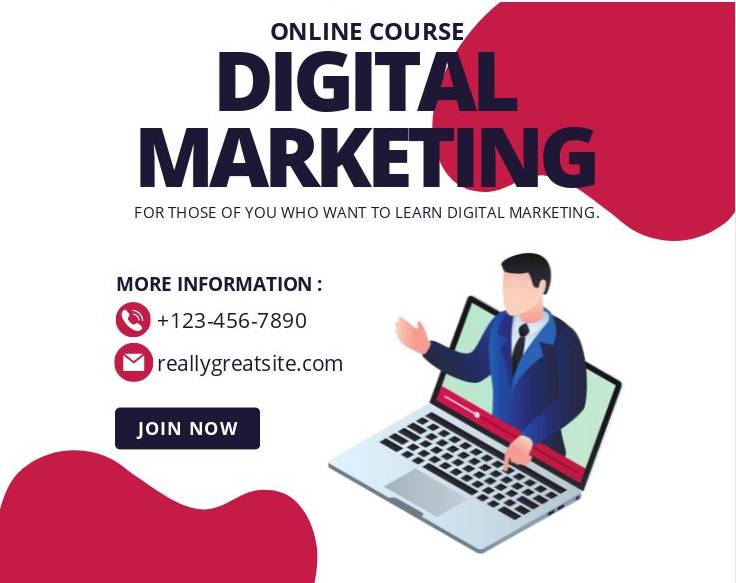 ONLINE COURSE
DIGITAL
MARKETING
FOR THOSE OF YOU WHO WANT TO LEARN DIGITAL MARKETING.
MORE INFORMATION :
+123-456-7890
reallygreatsite.com
JOIN NOW